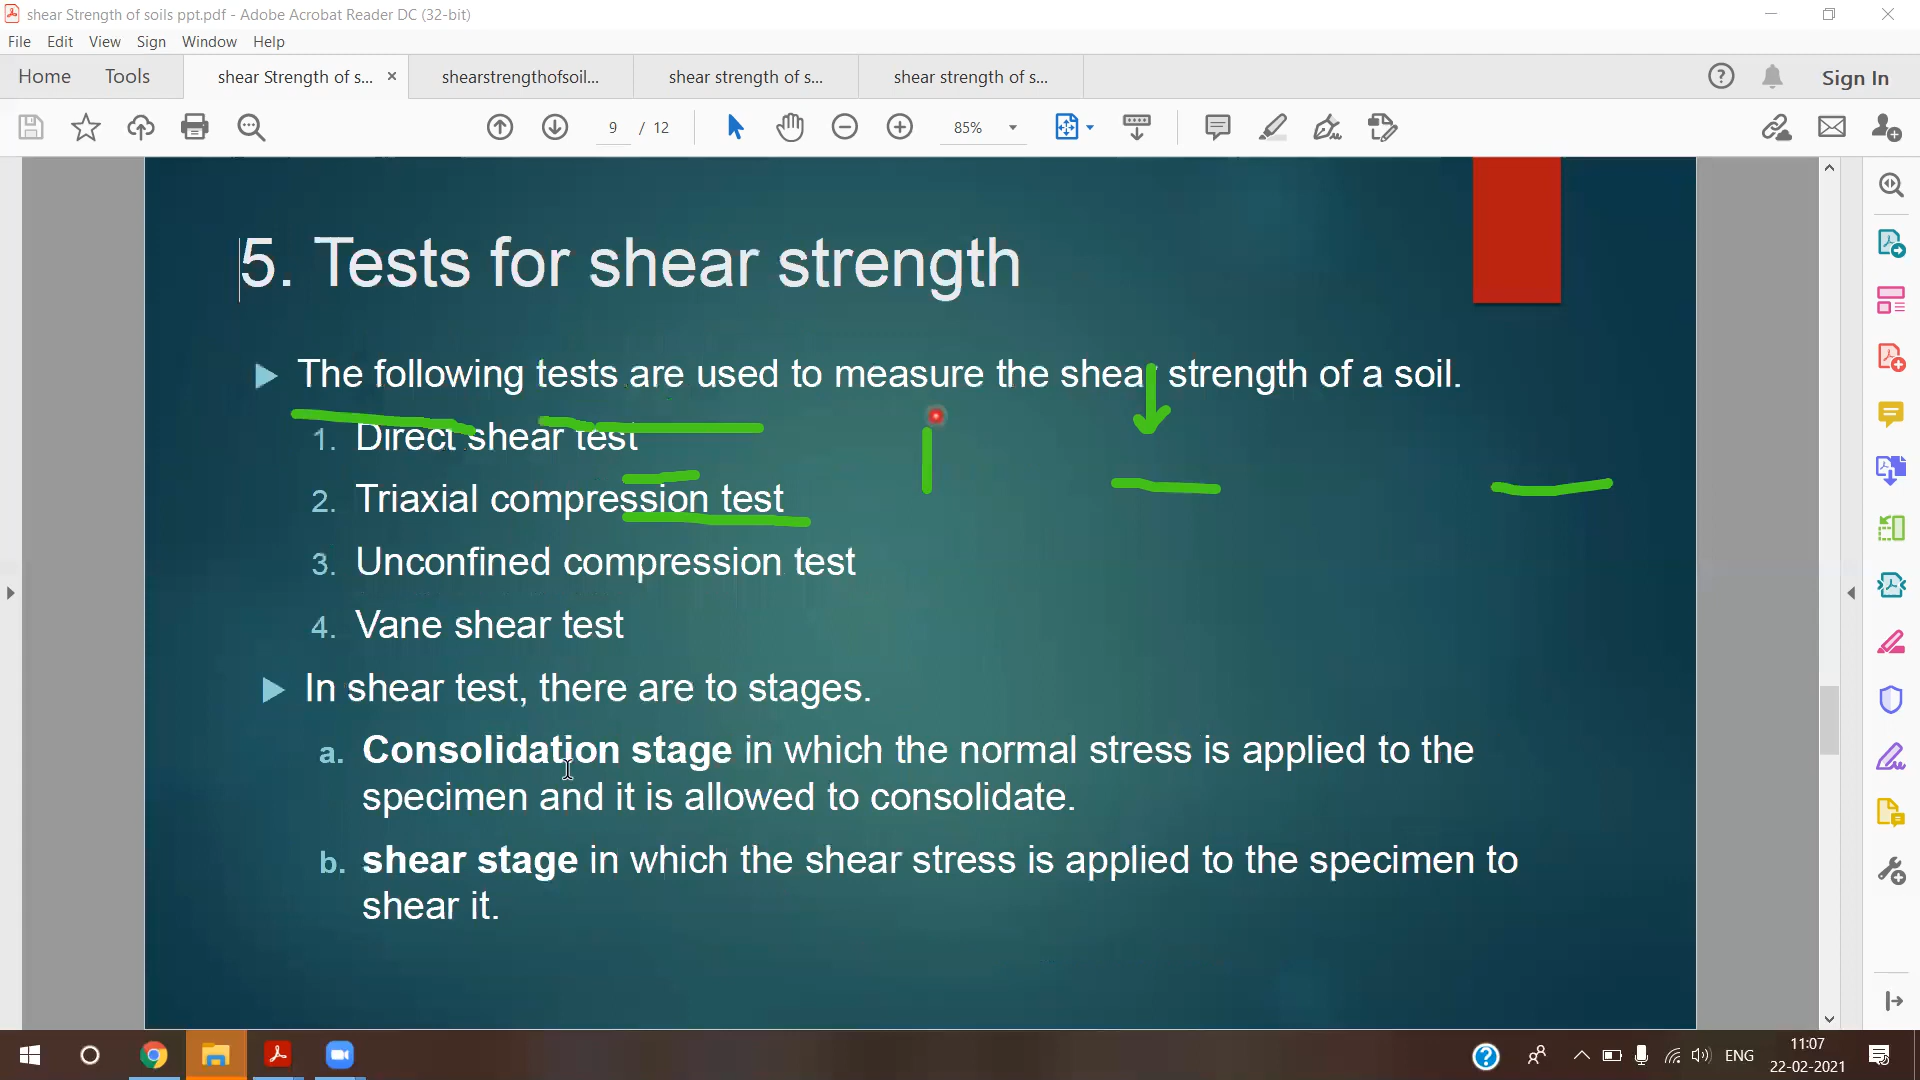 shear Strength of soils ppt.pdf - Adobe Acrobat Reader DC (32-bit)
File Edit View Sign Window Help
Home Tools shear Strength of s... × shearstrengthofsoil... shear strength of s... shear strength of s... Sign In
9 / 12 85%
5. Tests for shear strength
The following tests are used to measure the shear strength of a soil.
1. Direct shear test
2. Triaxial compression test
3. Unconfined compression test
4. Vane shear test
In shear test, there are to stages.
a. Consolidation stage in which the normal stress is applied to the
specimen and it is allowed to consolidate.
b. shear stage in which the shear stress is applied to the specimen to
shear it.
ENG 11:07
22-02-2021